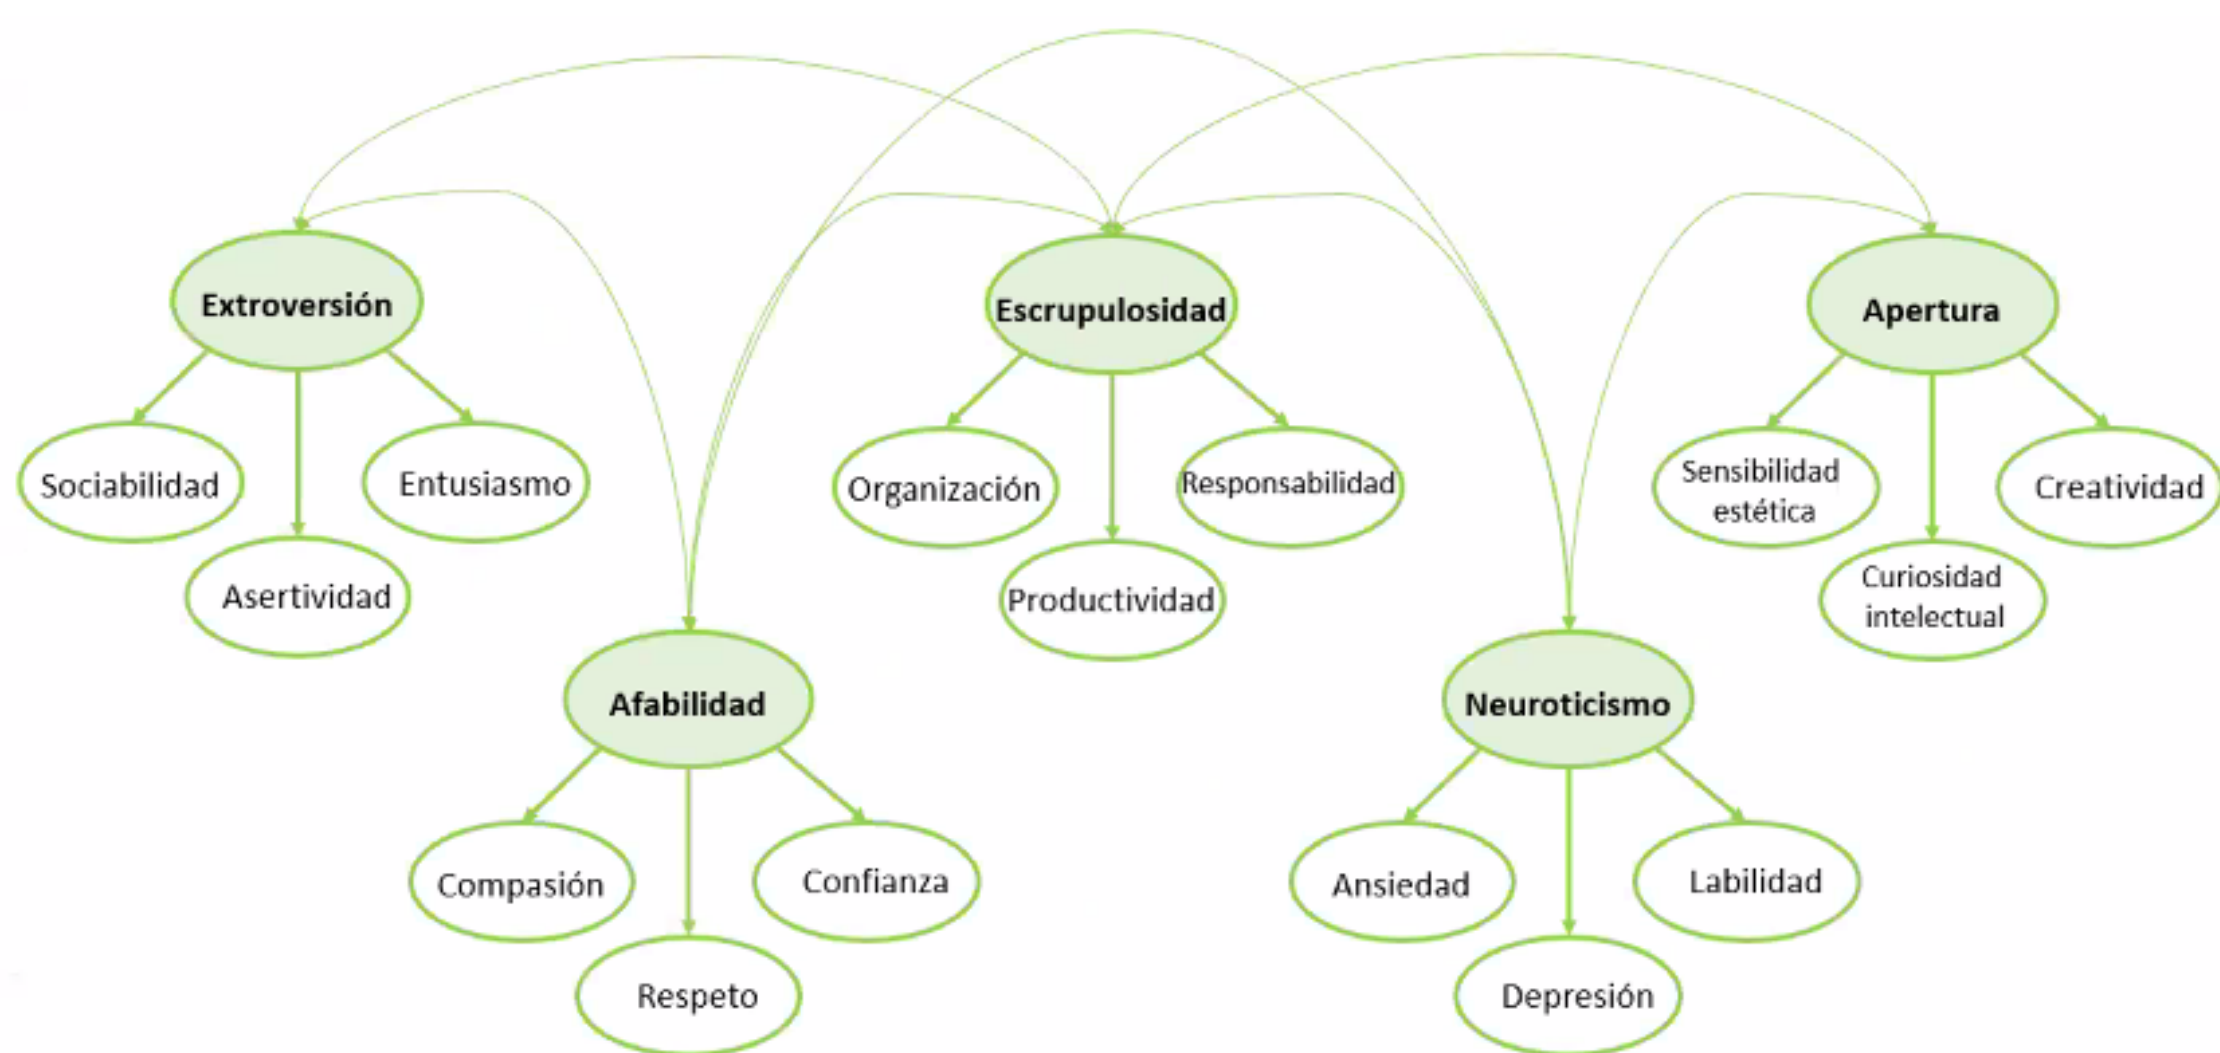 Extroversión
Escrupulosidad
Apertura
Sociabilidad
Entusiasmo
Asertividad
Organización
Responsabilidad
Productividad
Sensibilidad
estética
Creatividad
Curiosidad
intelectual
Afabilidad
Neuroticismo
Compasión
Confianza
Respeto
Ansiedad
Labilidad
Depresión